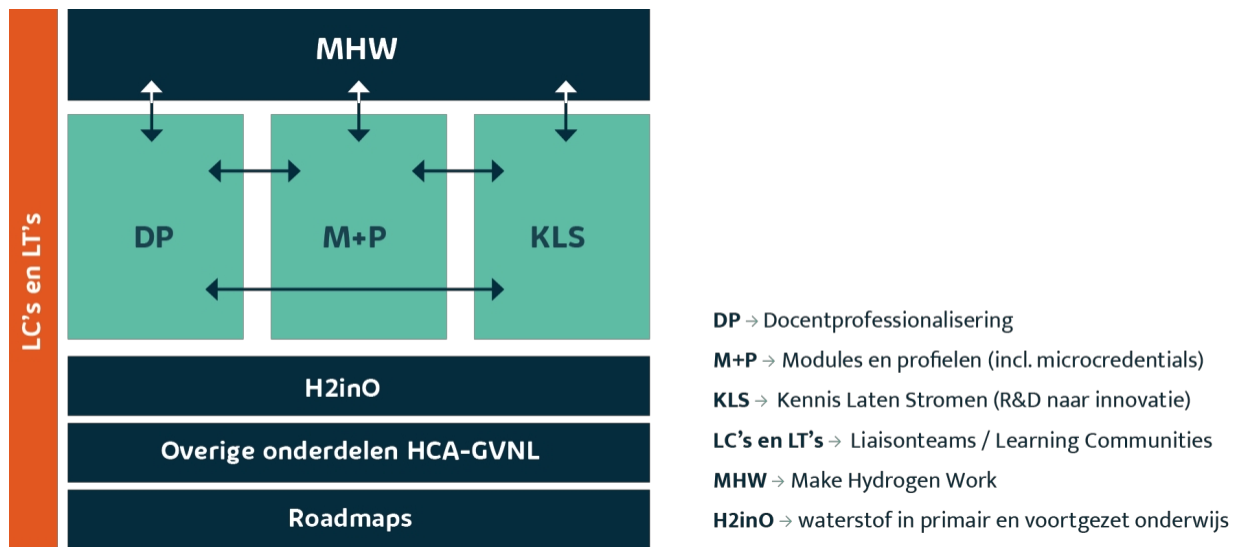 MHW
LC's en LT's
DP
M+P
KLS
H2inO
Overige onderdelen HCA-GVNL
Roadmaps
DP → Docentprofessionalisering
M+P → Modules en profielen (incl. microcredentials)
KLS → Kennis Laten Stromen (R&D naar innovatie)
LC's en LT's → Liaisonteams / Learning Communities
MHW → Make Hydrogen Work
H2inO → waterstof in primair en voortgezet onderwijs